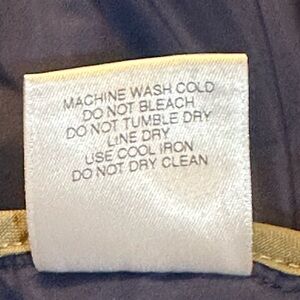 MACHINE WASH COLD
DO NOT BLEACH
DO NOT TUMBLE DRY
LINE DRY
USE COOL IRON
DO NOT DRY CLEAN